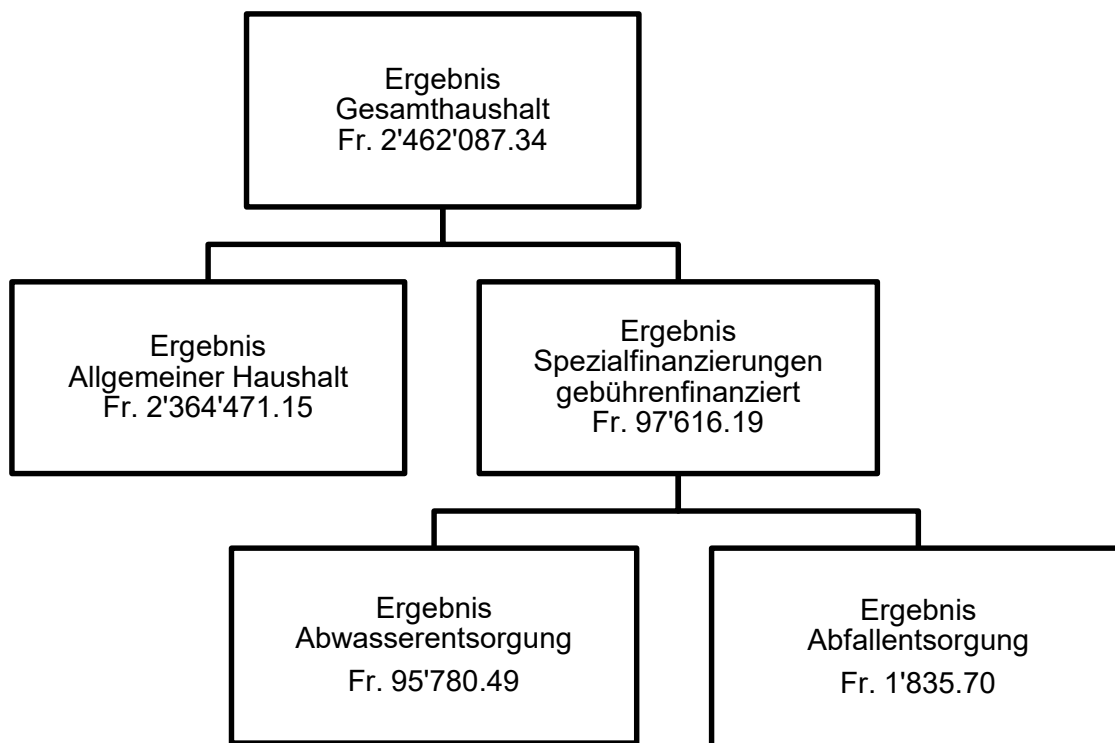 Ergebnis
Gesamthaushalt
Fr. 2'462'087.34
Ergebnis
Allgemeiner Haushalt
Fr. 2'364'471.15
Ergebnis
Spezialfinanzierungen
gebührenfinanziert
Fr. 97'616.19
Ergebnis
Abwasserentsorgung
Fr. 95'780.49
Ergebnis
Abfallentsorgung
Fr. 1'835.70